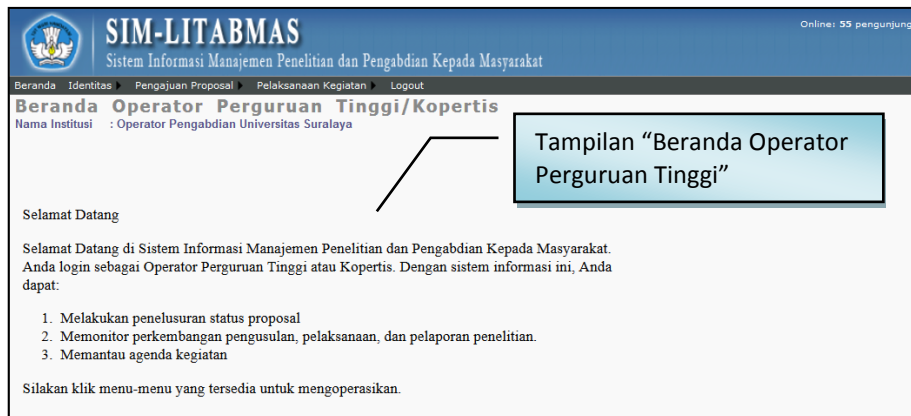 SIM-LITABMAS
Online: 55 pengunjung
Sistem Informasi Manajemen Penelitian dan Pengabdian Kepada Masyarakat
Beranda Identitas Pengajuan Proposal Pelaksanaan Kegiatan Logout
Beranda Operator Perguruan Tinggi/Kopertis
Nama Institusi : Operator Pengabdian Universitas Suralaya
Tampilan “Beranda Operator
Perguruan Tinggi”
Selamat Datang
Selamat Datang di Sistem Informasi Manajemen Penelitian dan Pengabdian Kepada Masyarakat.
Anda login sebagai Operator Perguruan Tinggi atau Kopertis. Dengan sistem informasi ini, Anda
dapat:
1. Melakukan penelusuran status proposal
2. Memonitor perkembangan pengusulan, pelaksanaan, dan pelaporan penelitian.
3. Memantau agenda kegiatan
Silakan klik menu-menu yang tersedia untuk mengoperasikan.